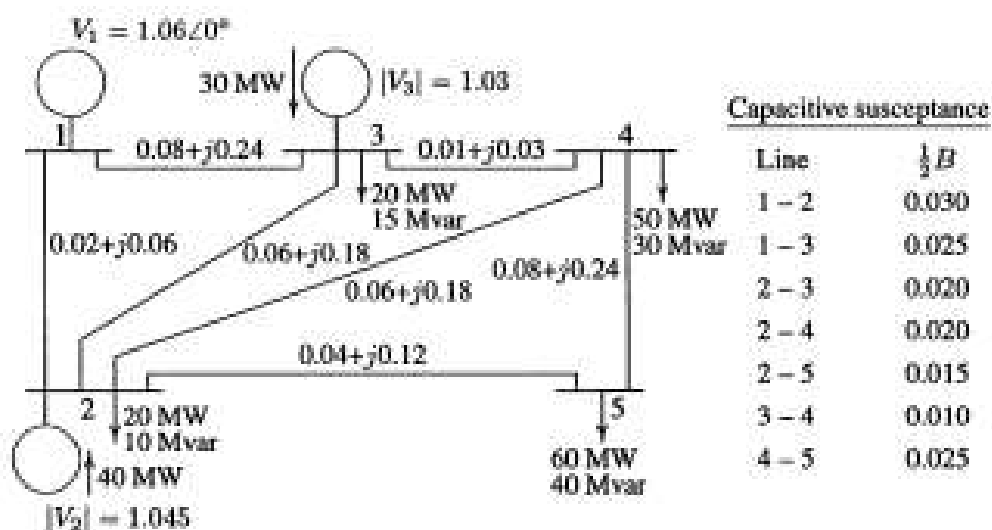 V₁ = 1.06∠0°
30 MW
|V₃| = 1.03
1
3
4
0.08+j0.24
0.01+j0.03
20 MW
15 Mvar
50 MW
30 Mvar
0.02+j0.06
0.06+j0.18
0.06+j0.18
0.08+j0.24
0.04+j0.12
2
5
20 MW
10 Mvar
60 MW
40 Mvar
40 MW
|V₂| = 1.045
Capacitive susceptance
Line ½B
1 – 2 0.030
1 – 3 0.025
2 – 3 0.020
2 – 4 0.020
2 – 5 0.015
3 – 4 0.010
4 – 5 0.025